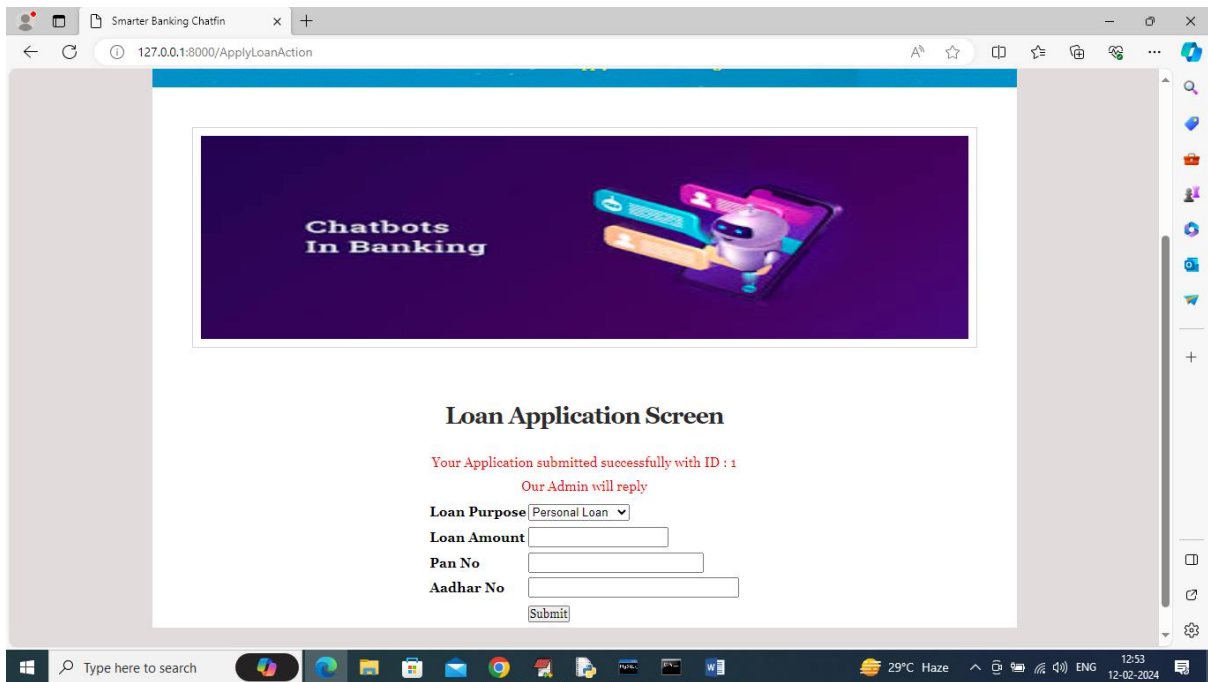 Smarter Banking Chatfin
127.0.0.1:8000/ApplyLoanAction
Chatbots
In Banking
Loan Application Screen
Your Application submitted successfully with ID : 1
Our Admin will reply
Loan Purpose Personal Loan
Loan Amount
Pan No
Aadhar No
Submit
Type here to search
29°C Haze
ENG
12:53
12-02-2024